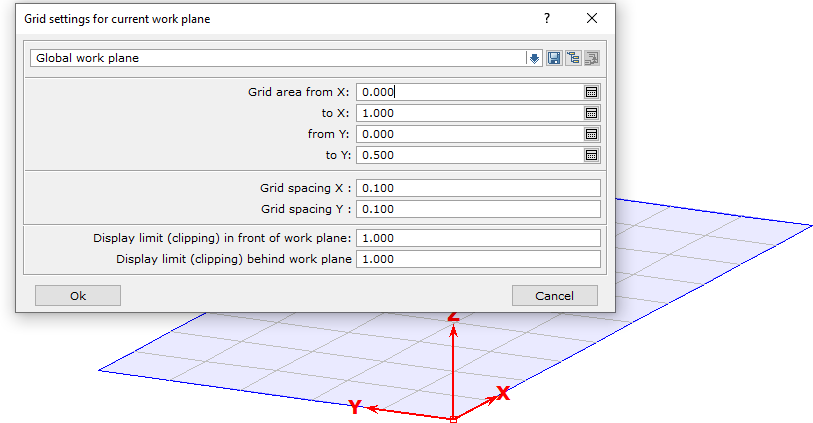 Grid settings for current work plane ?
Global work plane
Grid area from X: 0.000
to X: 1.000
from Y: 0.000
to Y: 0.500
Grid spacing X : 0.100
Grid spacing Y : 0.100
Display limit (clipping) in front of work plane: 1.000
Display limit (clipping) behind work plane 1.000
Ok Cancel
Z
X
Y